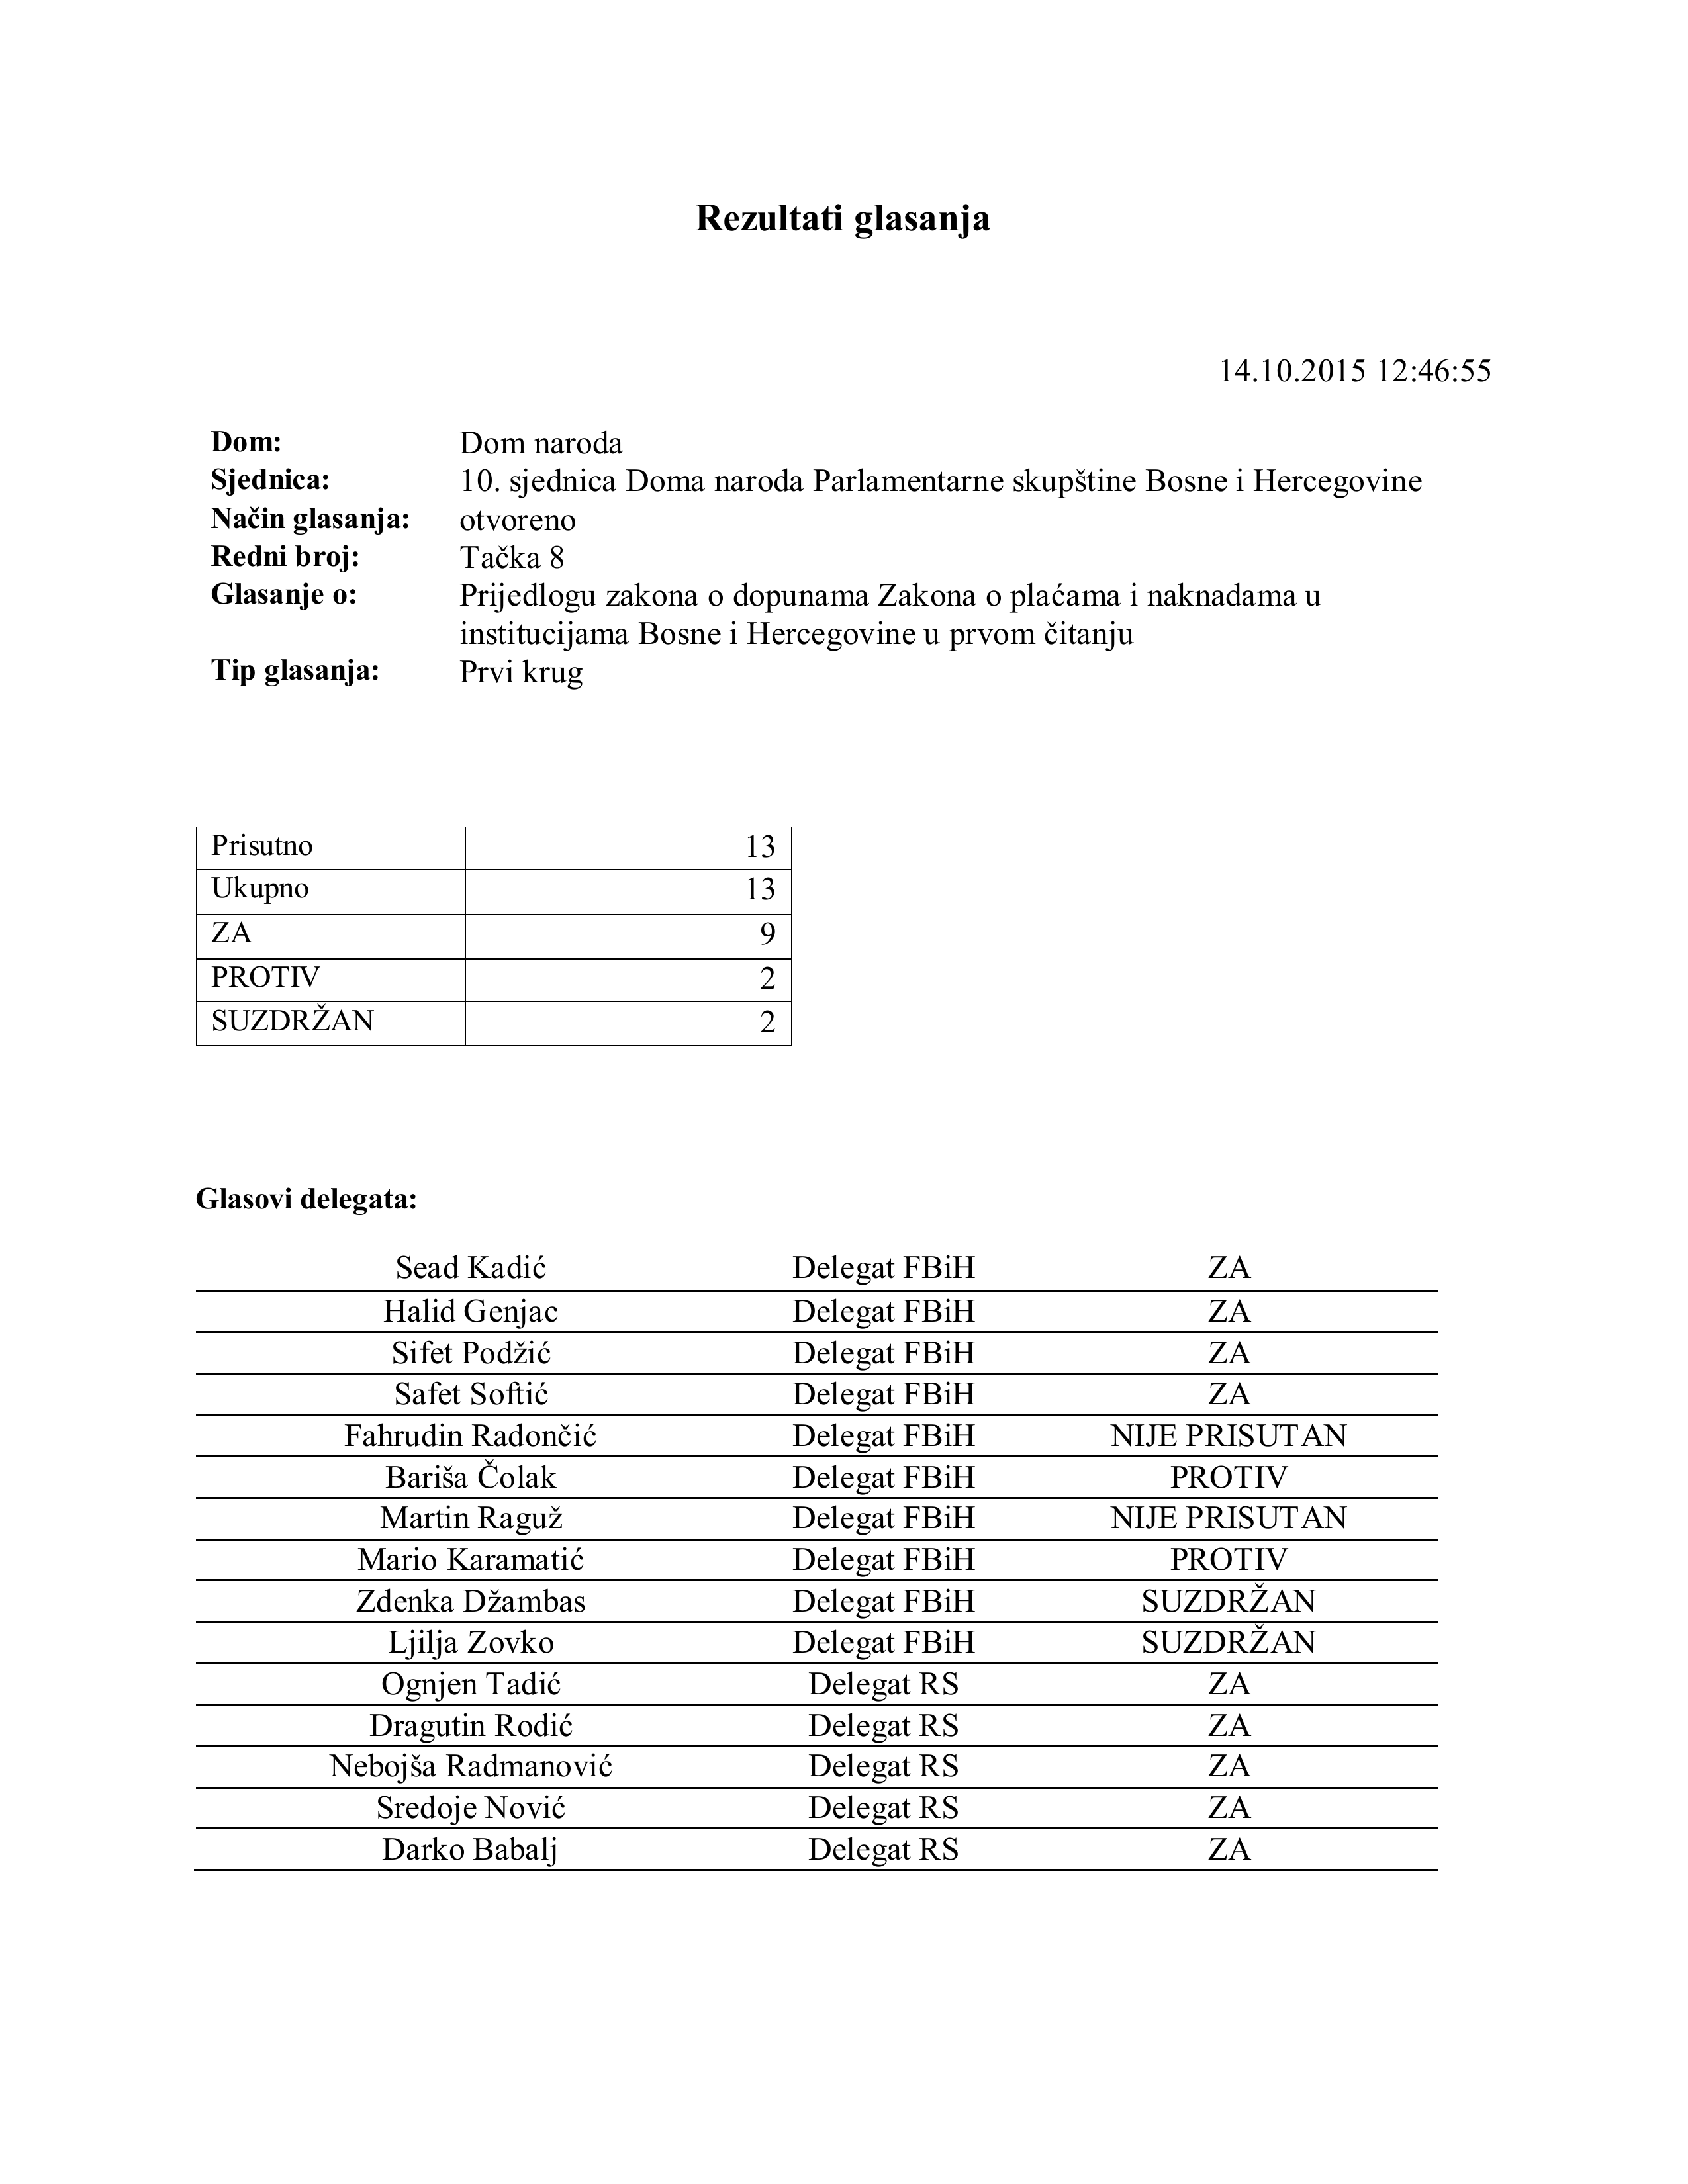 Rezultati glasanja
14.10.2015 12:46:55
Dom: Dom naroda
Sjednica: 10. sjednica Doma naroda Parlamentarne skupštine Bosne i Hercegovine
Način glasanja: otvoreno
Redni broj: Tačka 8
Glasanje o: Prijedlogu zakona o dopunama Zakona o plaćama i naknadama u
institucijama Bosne i Hercegovine u prvom čitanju
Tip glasanja: Prvi krug
Prisutno 13
Ukupno 13
ZA 9
PROTIV 2
SUZDRŽAN 2
Glasovi delegata:
Sead Kadić Delegat FBiH ZA
Halid Genjac Delegat FBiH ZA
Sifet Podžić Delegat FBiH ZA
Safet Softić Delegat FBiH ZA
Fahrudin Radončić Delegat FBiH NIJE PRISUTAN
Bariša Čolak Delegat FBiH PROTIV
Martin Raguž Delegat FBiH NIJE PRISUTAN
Mario Karamatić Delegat FBiH PROTIV
Zdenka Džambas Delegat FBiH SUZDRŽAN
Ljilja Zovko Delegat FBiH SUZDRŽAN
Ognjen Tadić Delegat RS ZA
Dragutin Rodić Delegat RS ZA
Nebojša Radmanović Delegat RS ZA
Sredoje Nović Delegat RS ZA
Darko Babalj Delegat RS ZA